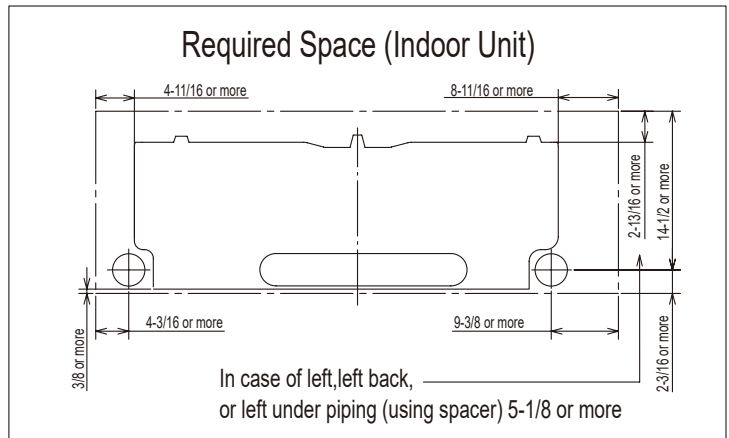 Required Space (Indoor Unit)
4-11/16 or more
8-11/16 or more
2-13/16 or more
14-1/2 or more
3/8 or more
4-3/16 or more
9-3/8 or more
2-3/16 or more
In case of left,left back,
or left under piping (using spacer) 5-1/8 or more